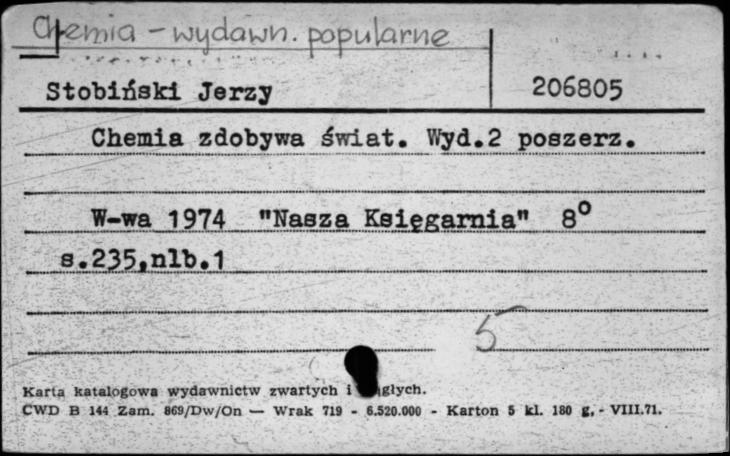 Chemia - wydawn. popularne
Stobiński Jerzy 206805
Chemia zdobywa świat. Wyd.2 poszerz.
W-wa 1974 "Nasza Księgarnia" 8°
s.235,nlb.1
5
Karta katalogowa wydawnictw zwartych i
CWD B 144 Zam. 869/Dw/On — Wrak 719 - 6.520.000 - Karton 5 kl. 180 g. - VIII.71.